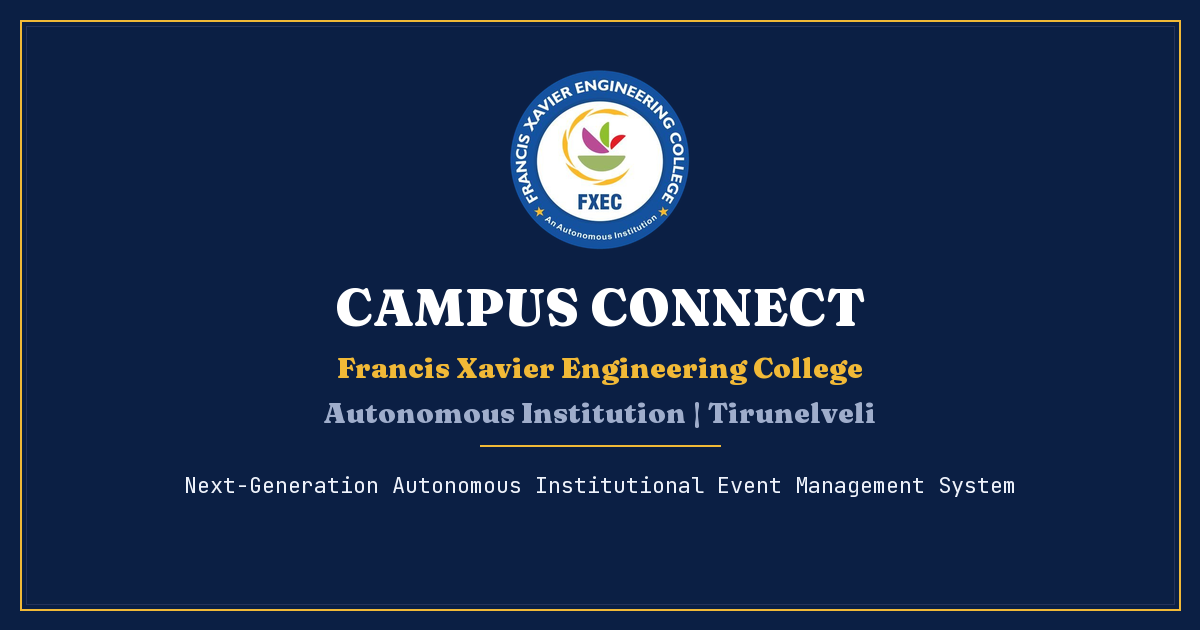 FRANCIS XAVIER ENGINEERING COLLEGE
FXEC
An Autonomous Institution
CAMPUS CONNECT
Francis Xavier Engineering College
Autonomous Institution | Tirunelveli
Next-Generation Autonomous Institutional Event Management System